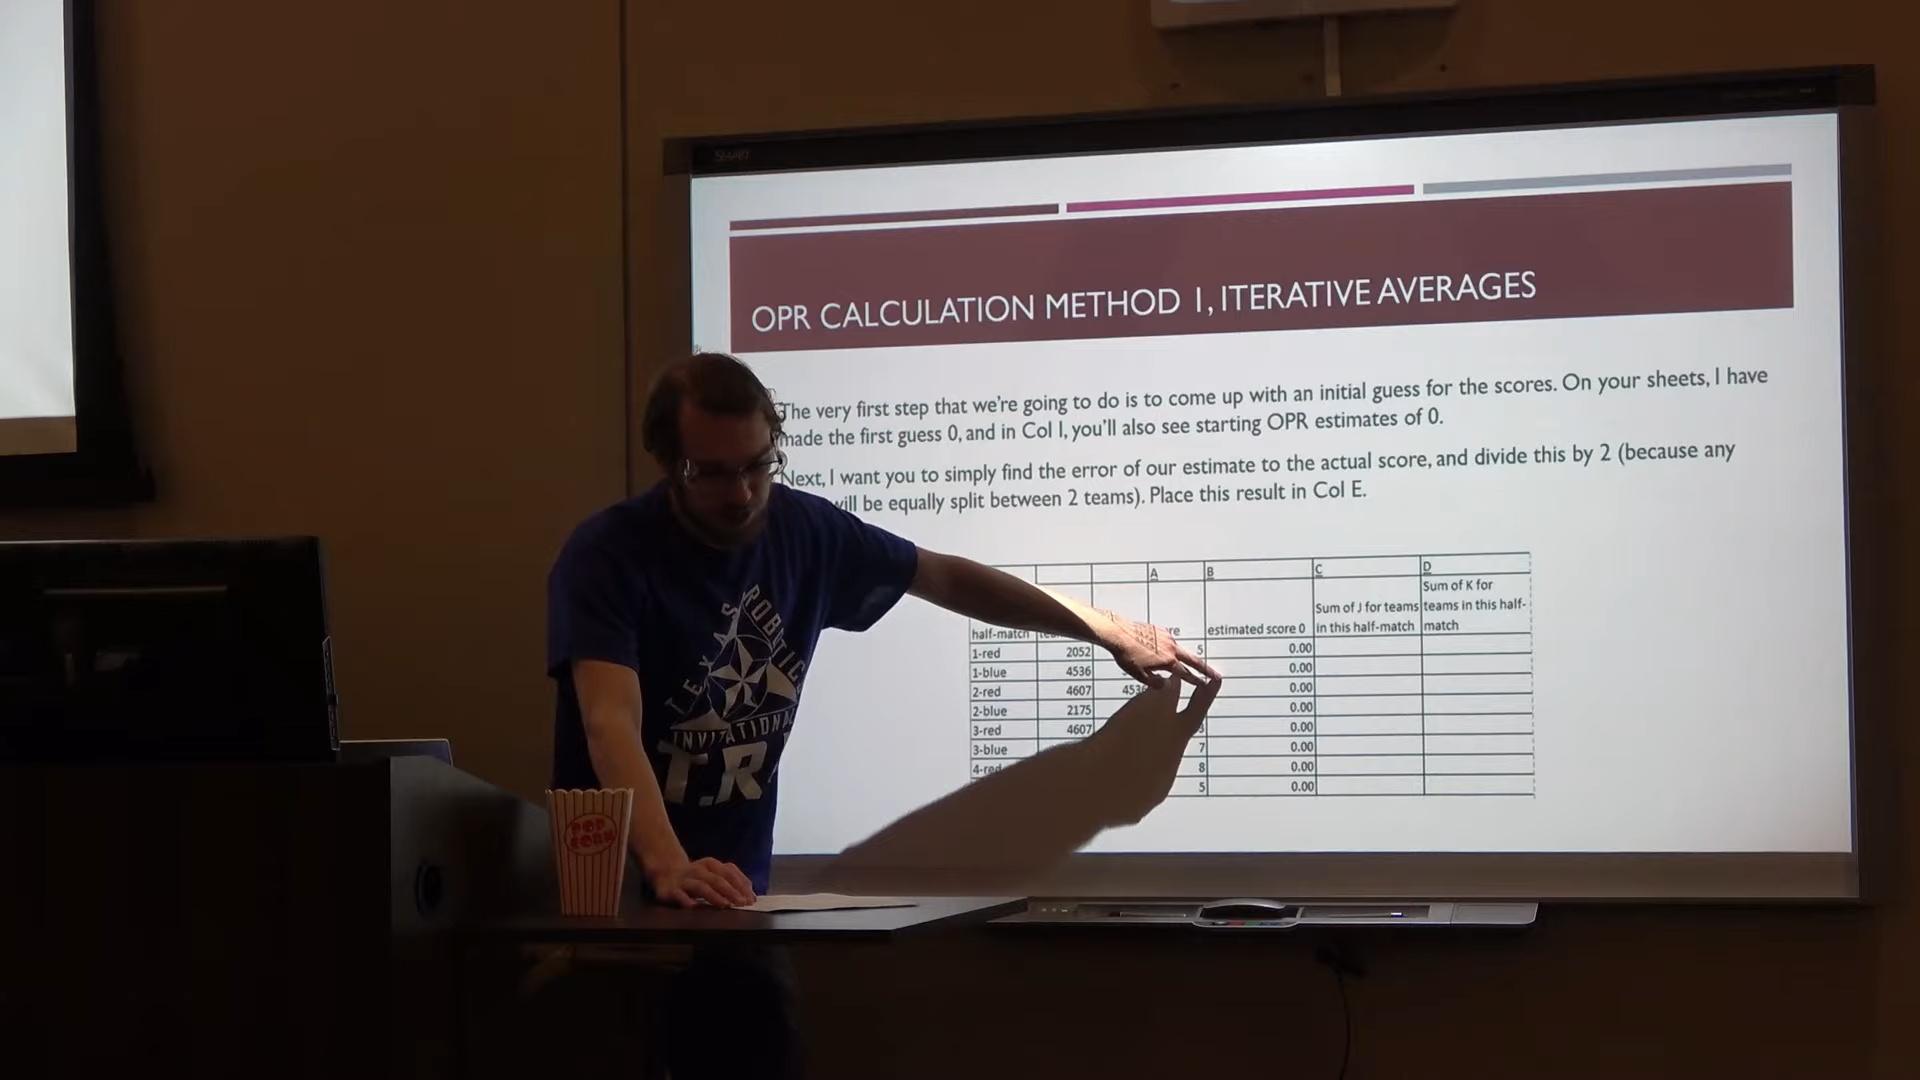 SMART
OPR CALCULATION METHOD 1, ITERATIVE AVERAGES
The very first step that we're going to do is to come up with an initial guess for the scores. On your sheets, I have
made the first guess 0, and in Col I, you'll also see starting OPR estimates of 0.
Next, I want you to simply find the error of our estimate to the actual score, and divide this by 2 (because any
will be equally split between 2 teams). Place this result in Col E.
A B C D
half-match estimated score 0 Sum of J for teams in this half-match Sum of K for teams in this half-match
1-red 2052 5 0.00
1-blue 4536 0.00
2-red 4607 4536 0.00
2-blue 2175 0.00
3-red 4607 0.00
3-blue 7 0.00
4-red 8 0.00
5 0.00
TEXAS ROBOTICS
INVITATIONAL
T.R.
POP
CORN